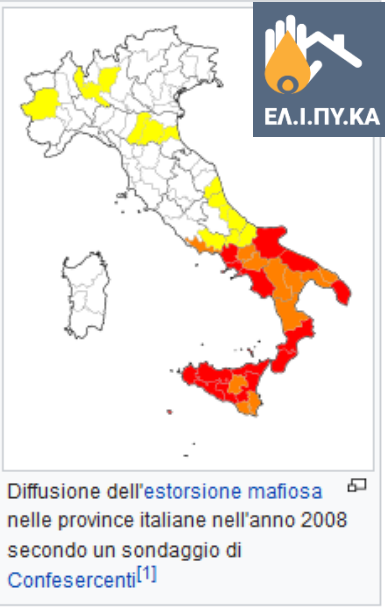 ΕΛ.Ι.ΠΥ.ΚΑ
Diffusione dell'estorsione mafiosa
nelle province italiane nell'anno 2008
secondo un sondaggio di
Confesercenti[1]